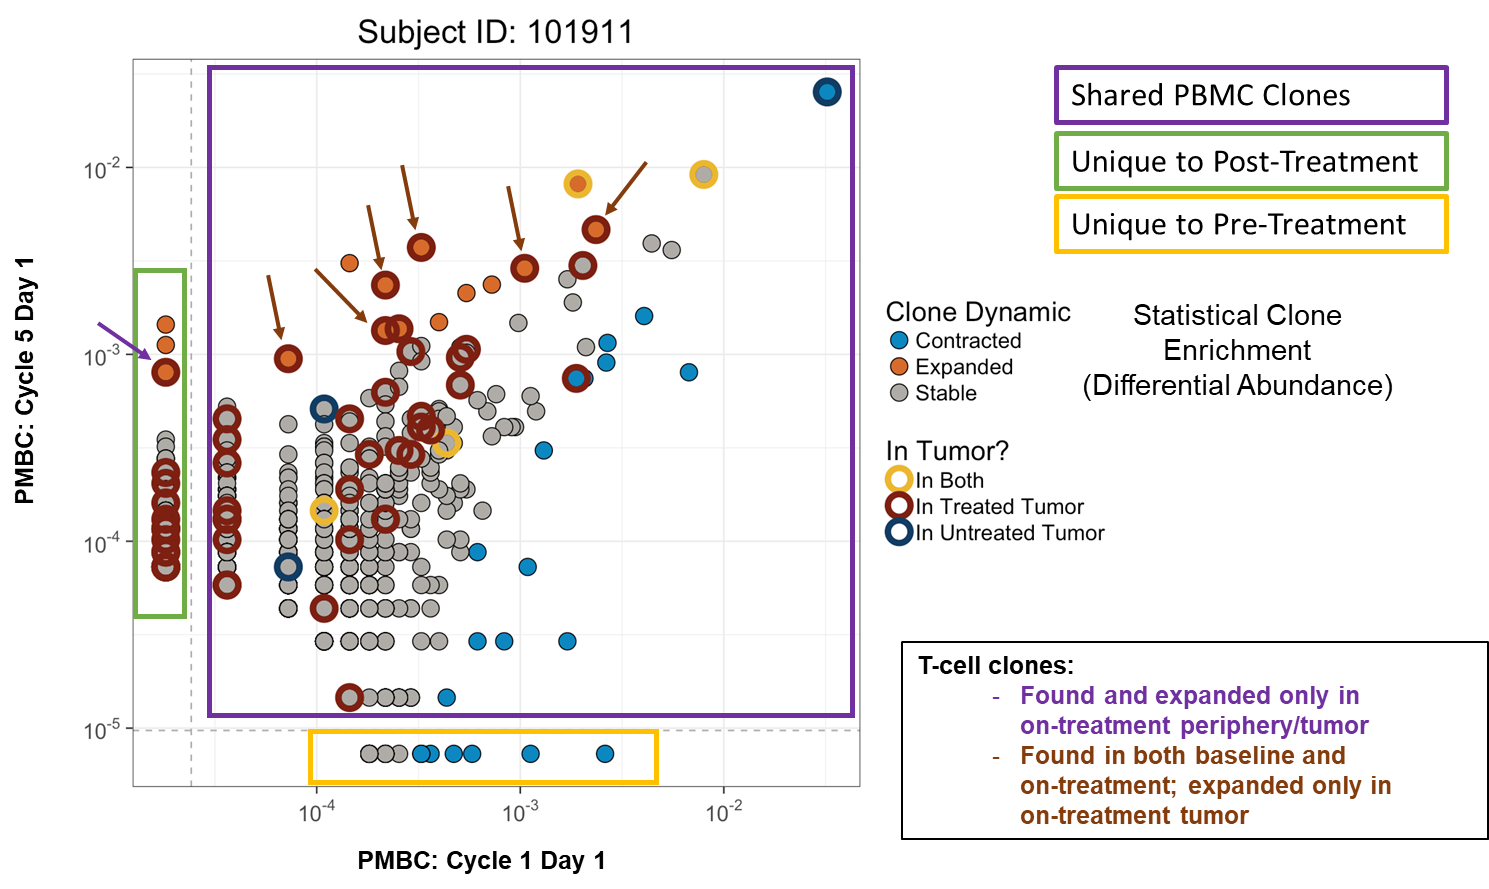 Subject ID: 101911
PMBC: Cycle 5 Day 1
10-2
10-3
10-4
10-5
10-4
10-3
10-2
PMBC: Cycle 1 Day 1
Shared PBMC Clones
Unique to Post-Treatment
Unique to Pre-Treatment
Clone Dynamic
Contracted
Expanded
Stable
Statistical Clone
Enrichment
(Differential Abundance)
In Tumor?
In Both
In Treated Tumor
In Untreated Tumor
T-cell clones:
- Found and expanded only in
on-treatment periphery/tumor
- Found in both baseline and
on-treatment; expanded only in
on-treatment tumor